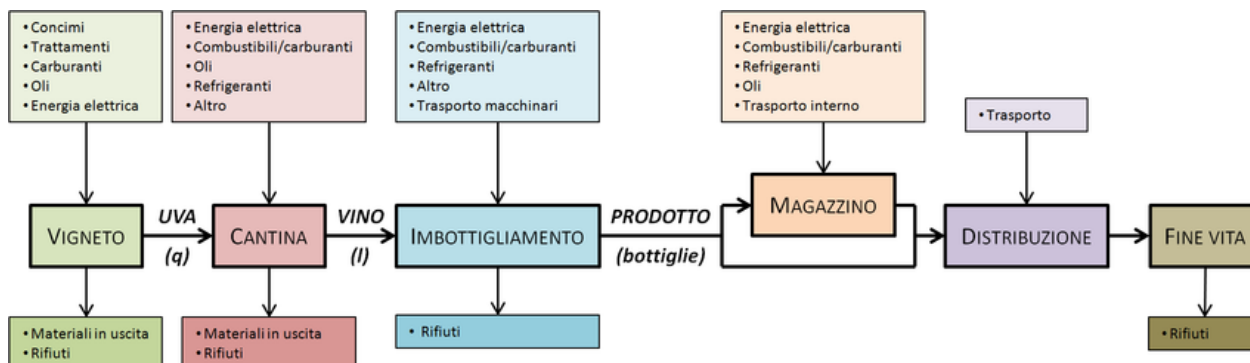 • Concimi
• Trattamenti
• Carburanti
• Oli
• Energia elettrica
• Energia elettrica
• Combustibili/carburanti
• Oli
• Refrigeranti
• Altro
• Energia elettrica
• Combustibili/carburanti
• Refrigeranti
• Altro
• Trasporto macchinari
• Energia elettrica
• Combustibili/carburanti
• Refrigeranti
• Oli
• Trasporto interno
• Trasporto
VIGNETO
UVA
(q)
CANTINA
VINO
(l)
IMBOTTIGLIAMENTO
PRODOTTO
(bottiglie)
MAGAZZINO
DISTRIBUZIONE
FINE VITA
• Materiali in uscita
• Rifiuti
• Materiali in uscita
• Rifiuti
• Rifiuti
• Rifiuti